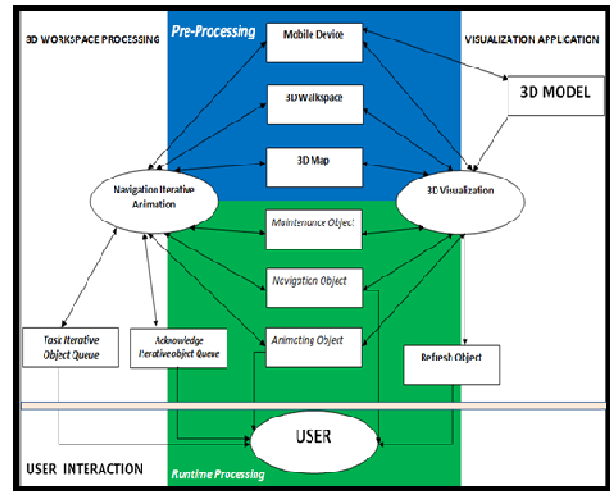 3D WORKSPACE PROCESSING
Pre-Processing
VISUALIZATION APPLICATION
Mobile Device
3D MODEL
3D Walkspace
3D Map
Navigation Iterative
Animation
3D Visualization
Maintenance Object
Navigation Object
Animating Object
Task Iterative
Object Queue
Acknowledge
Iterativeobject Queue
Refresh Object
USER
USER INTERACTION
Runtime Processing